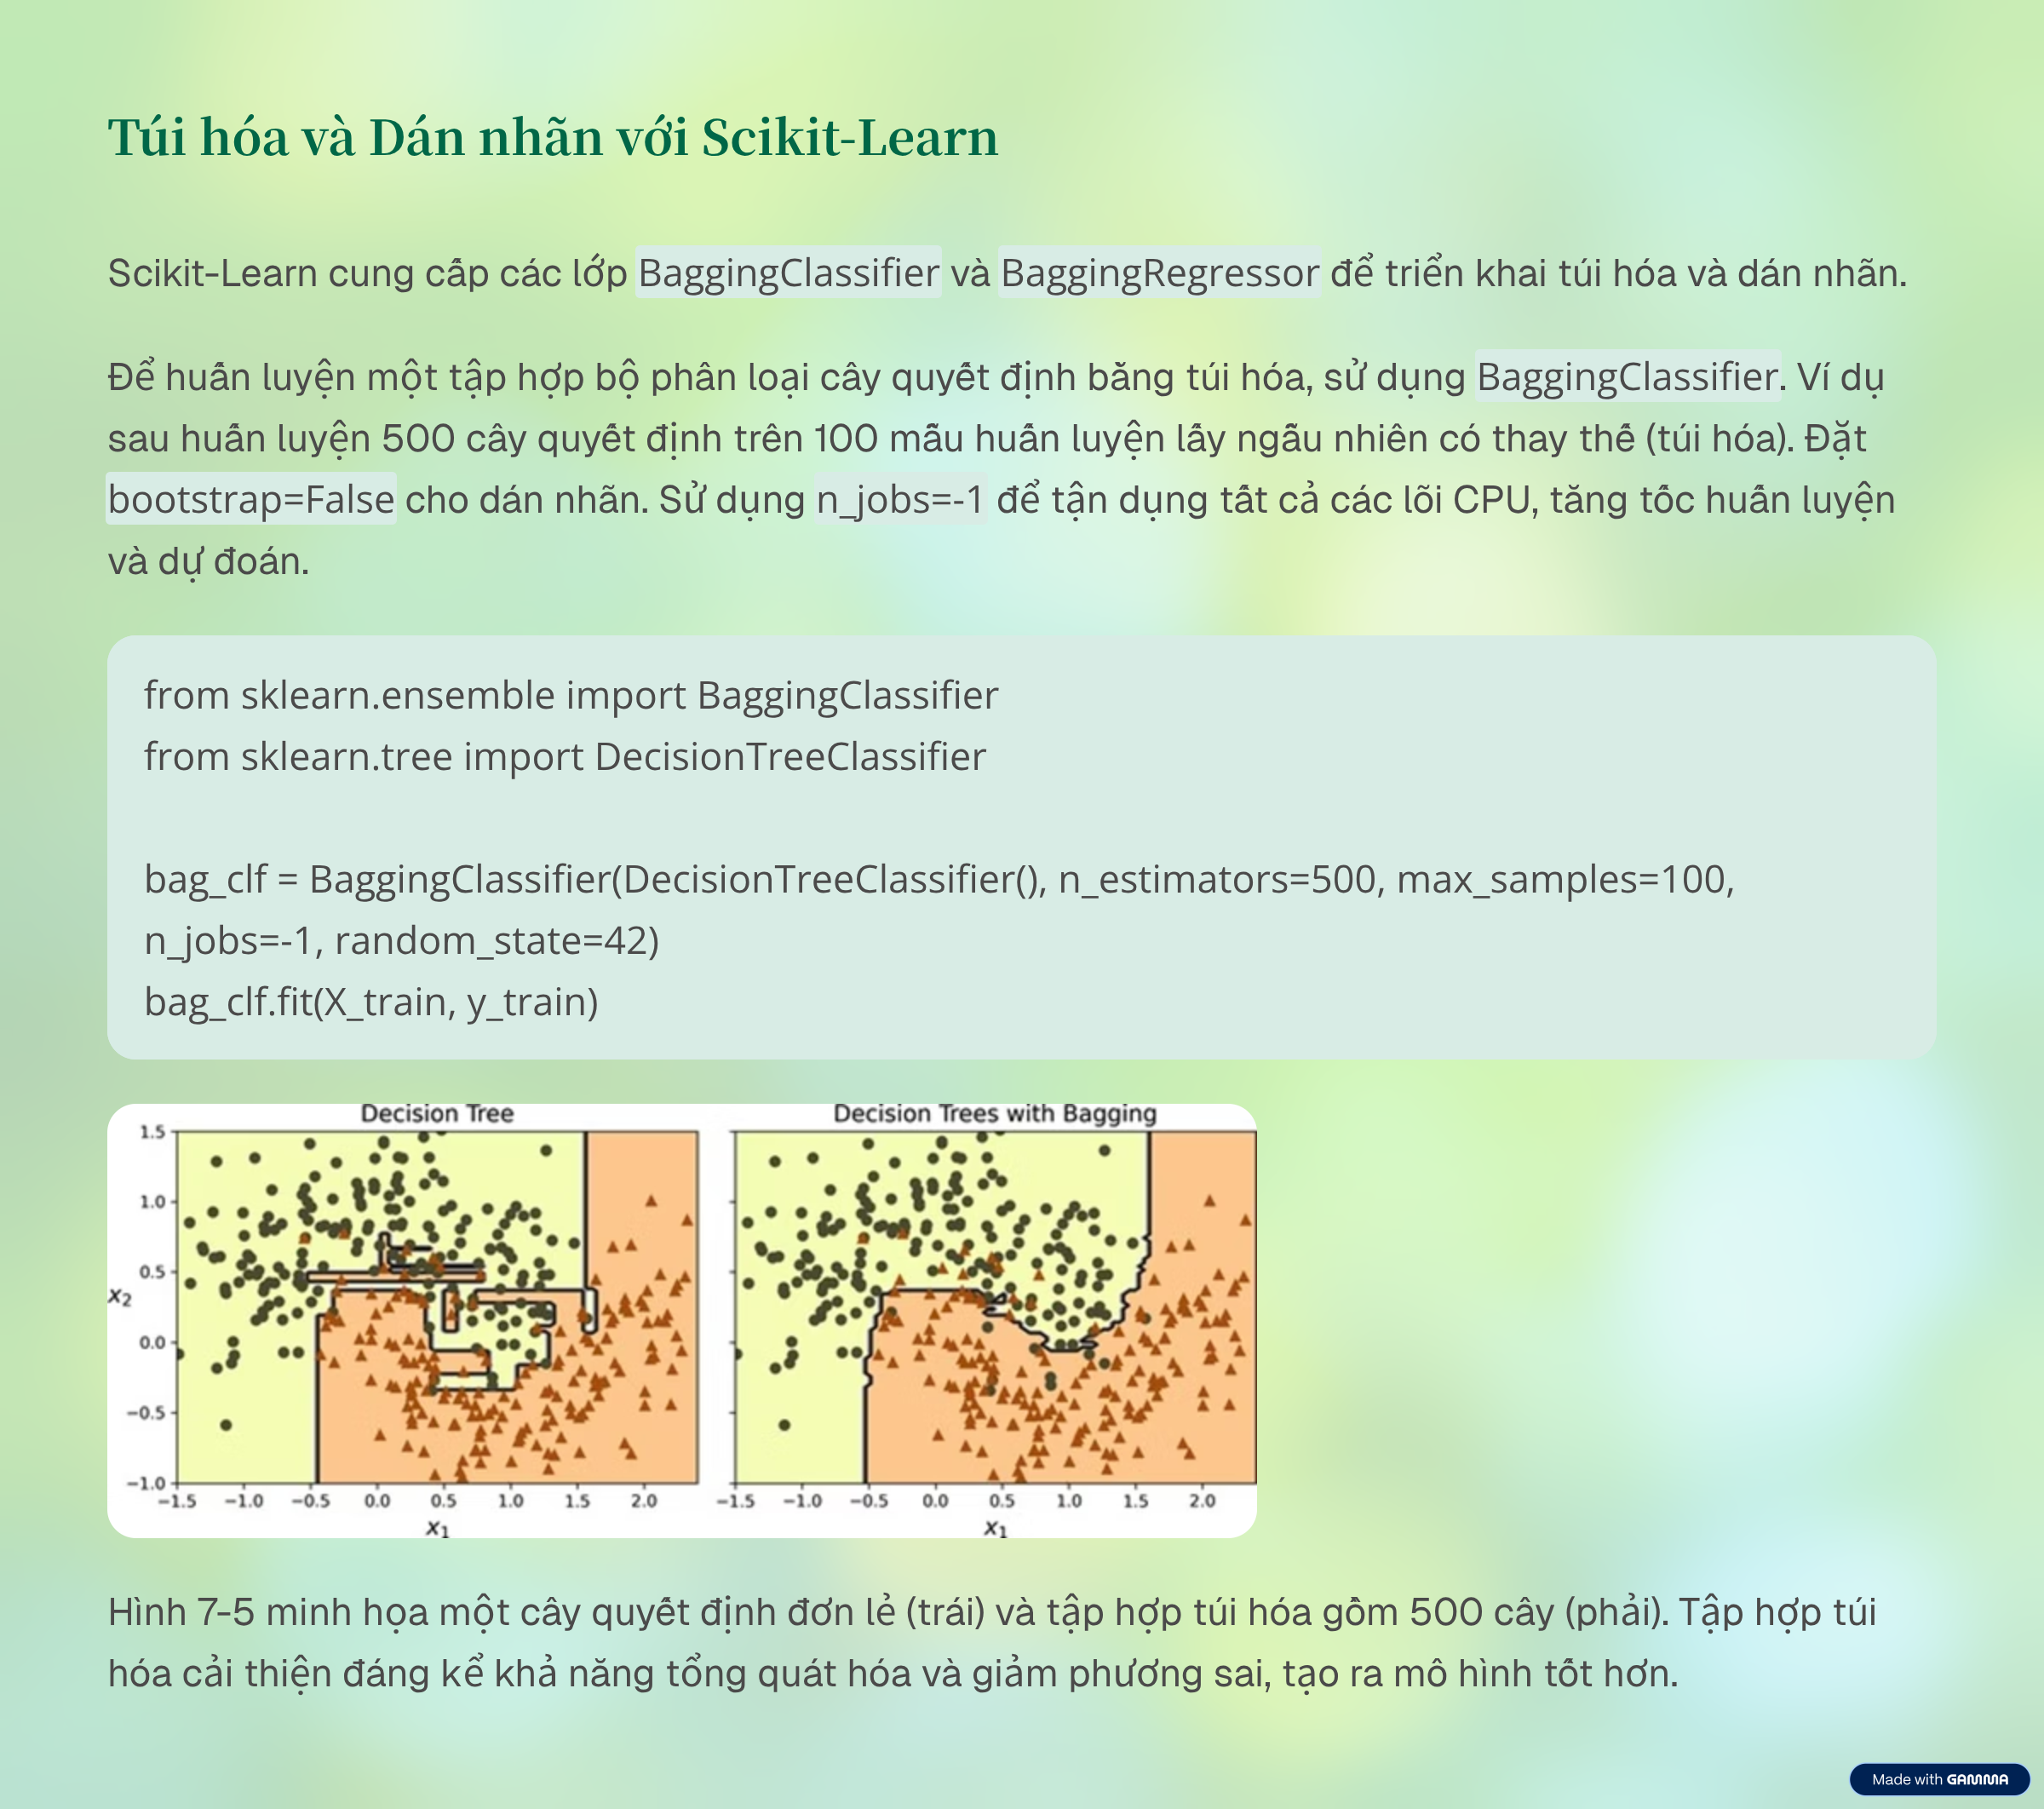 Túi hóa và Dán nhãn với Scikit-Learn
Scikit-Learn cung cấp các lớp BaggingClassifier và BaggingRegressor để triển khai túi hóa và dán nhãn.
Để huấn luyện một tập hợp bộ phân loại cây quyết định bằng túi hóa, sử dụng BaggingClassifier. Ví dụ
sau huấn luyện 500 cây quyết định trên 100 mẫu huấn luyện lấy ngẫu nhiên có thay thế (túi hóa). Đặt
bootstrap=False cho dán nhãn. Sử dụng n_jobs=-1 để tận dụng tất cả các lõi CPU, tăng tốc huấn luyện
và dự đoán.
from sklearn.ensemble import BaggingClassifier
from sklearn.tree import DecisionTreeClassifier
bag_clf = BaggingClassifier(DecisionTreeClassifier(), n_estimators=500, max_samples=100,
n_jobs=-1, random_state=42)
bag_clf.fit(X_train, y_train)
Decision Tree Decision Trees with Bagging
1.5
1.0
0.5
x2
0.0
−0.5
−1.0
−1.5 −1.0 −0.5 0.0 0.5 1.0 1.5 2.0 −1.5 −1.0 −0.5 0.0 0.5 1.0 1.5 2.0
x1 x1
Hình 7-5 minh họa một cây quyết định đơn lẻ (trái) và tập hợp túi hóa gồm 500 cây (phải). Tập hợp túi
hóa cải thiện đáng kể khả năng tổng quát hóa và giảm phương sai, tạo ra mô hình tốt hơn.
Made with GAMMA